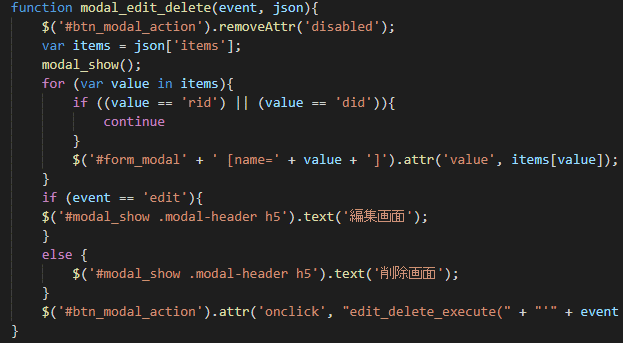 function modal_edit_delete(event, json){
    $('#btn_modal_action').removeAttr('disabled');
    var items = json['items'];
    modal_show();
    for (var value in items){
        if ((value == 'rid') || (value == 'did')){
            continue
        }
        $('#form_modal' + ' [name=' + value + ']').attr('value', items[value]);
    }
    if (event == 'edit'){
    $('#modal_show .modal-header h5').text('編集画面');
    }
    else {
        $('#modal_show .modal-header h5').text('削除画面');
    }
    $('#btn_modal_action').attr('onclick', "edit_delete_execute(" + "'" + event
}